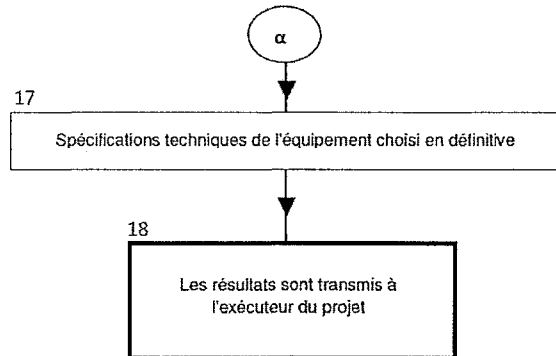 α
17
Spécifications techniques de l'équipement choisi en définitive
18
Les résultats sont transmis à
l'exécuteur du projet